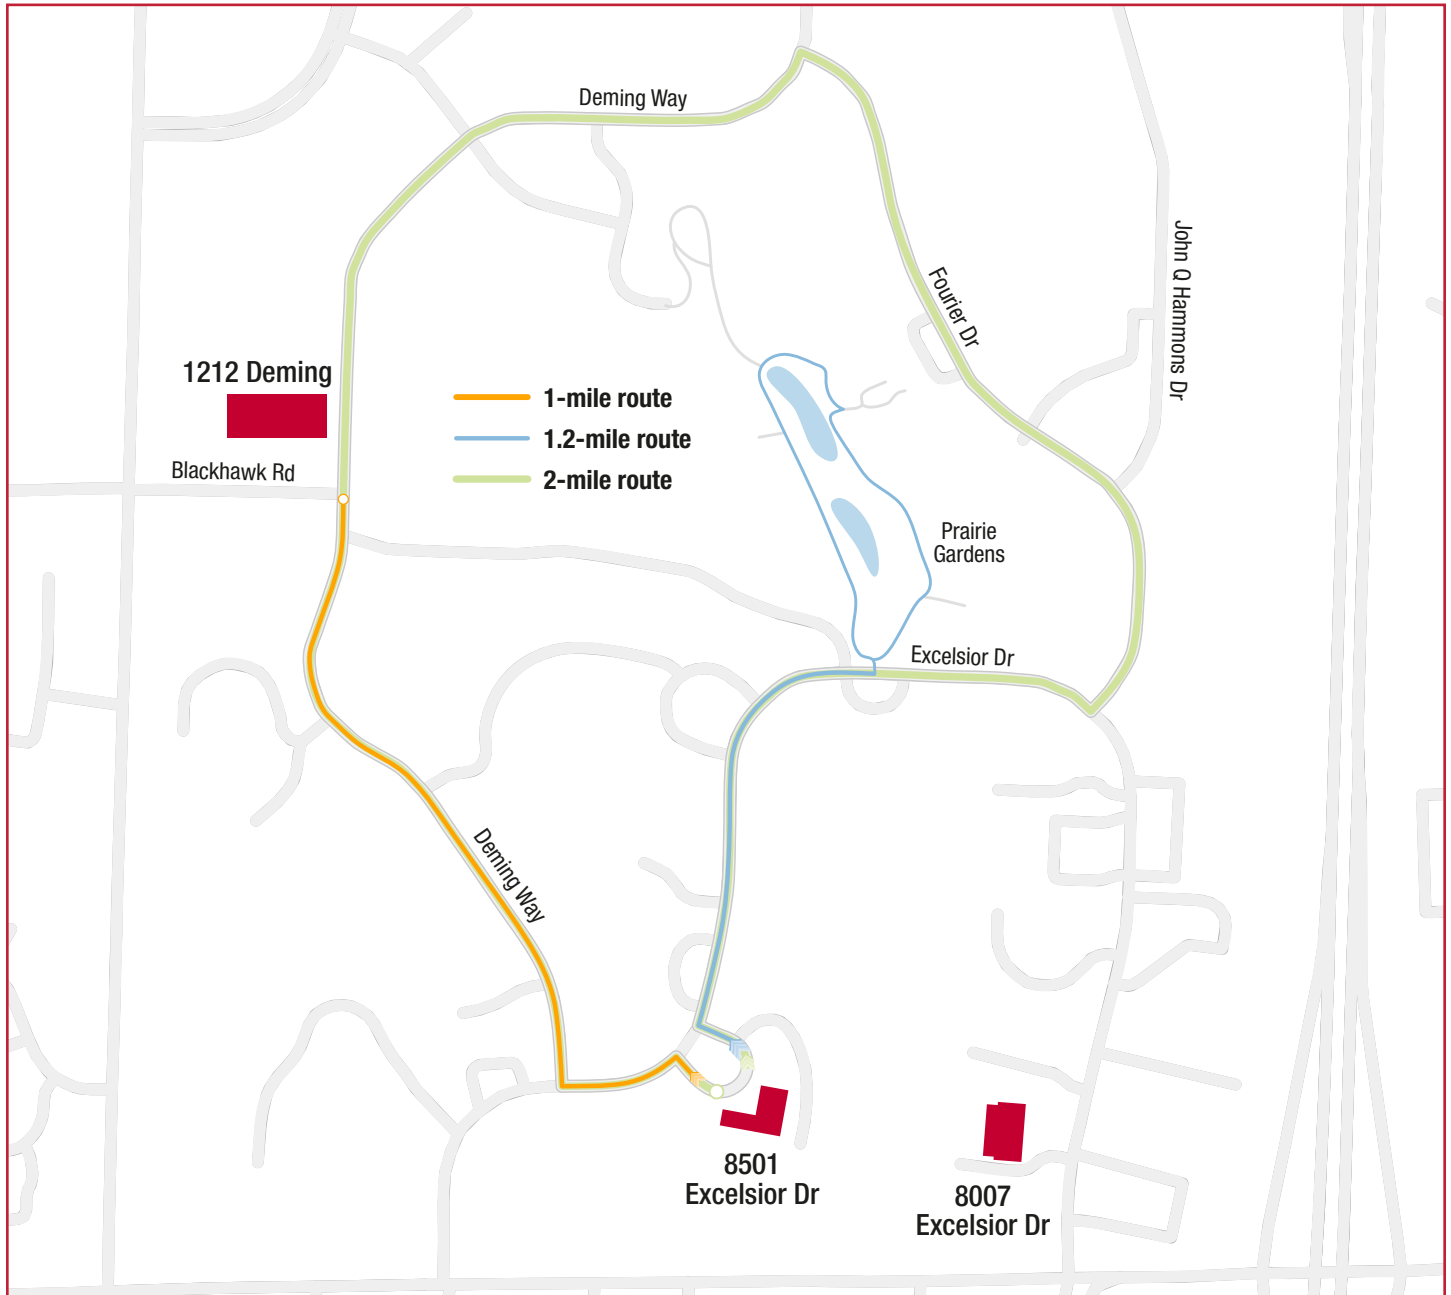 Deming Way
John Q Hammons Dr
Fourier Dr
1212 Deming
1-mile route
1.2-mile route
2-mile route
Blackhawk Rd
Prairie
Gardens
Excelsior Dr
Deming Way
8501
Excelsior Dr
8007
Excelsior Dr